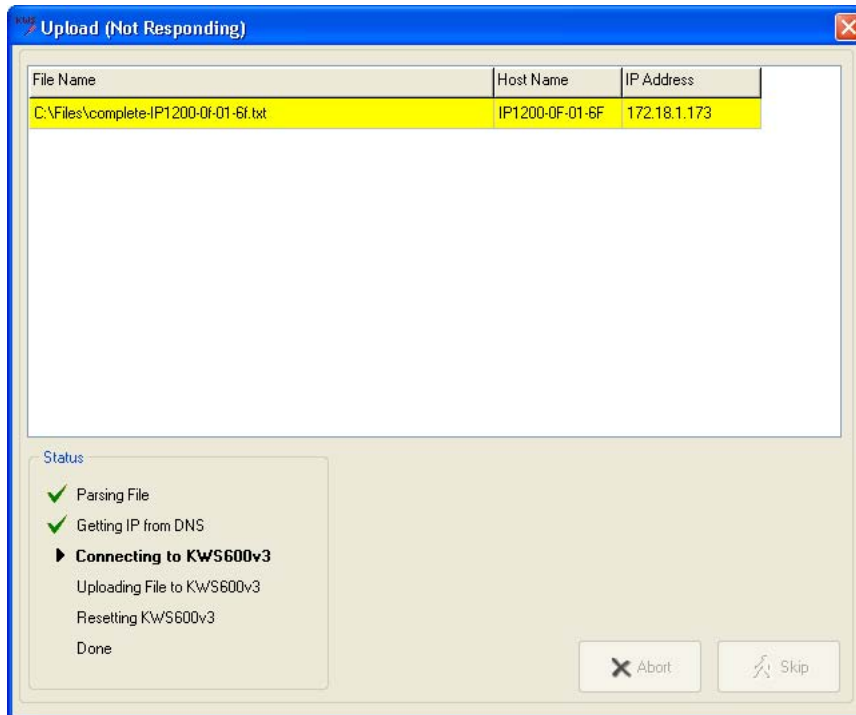 KWS Upload (Not Responding)
File Name Host Name IP Address
C:\Files\complete-IP1200-0f-01-6f.txt IP1200-0F-01-6F 172.18.1.173
Status
Parsing File
Getting IP from DNS
Connecting to KWS600v3
Uploading File to KWS600v3
Resetting KWS600v3
Done
Abort Skip